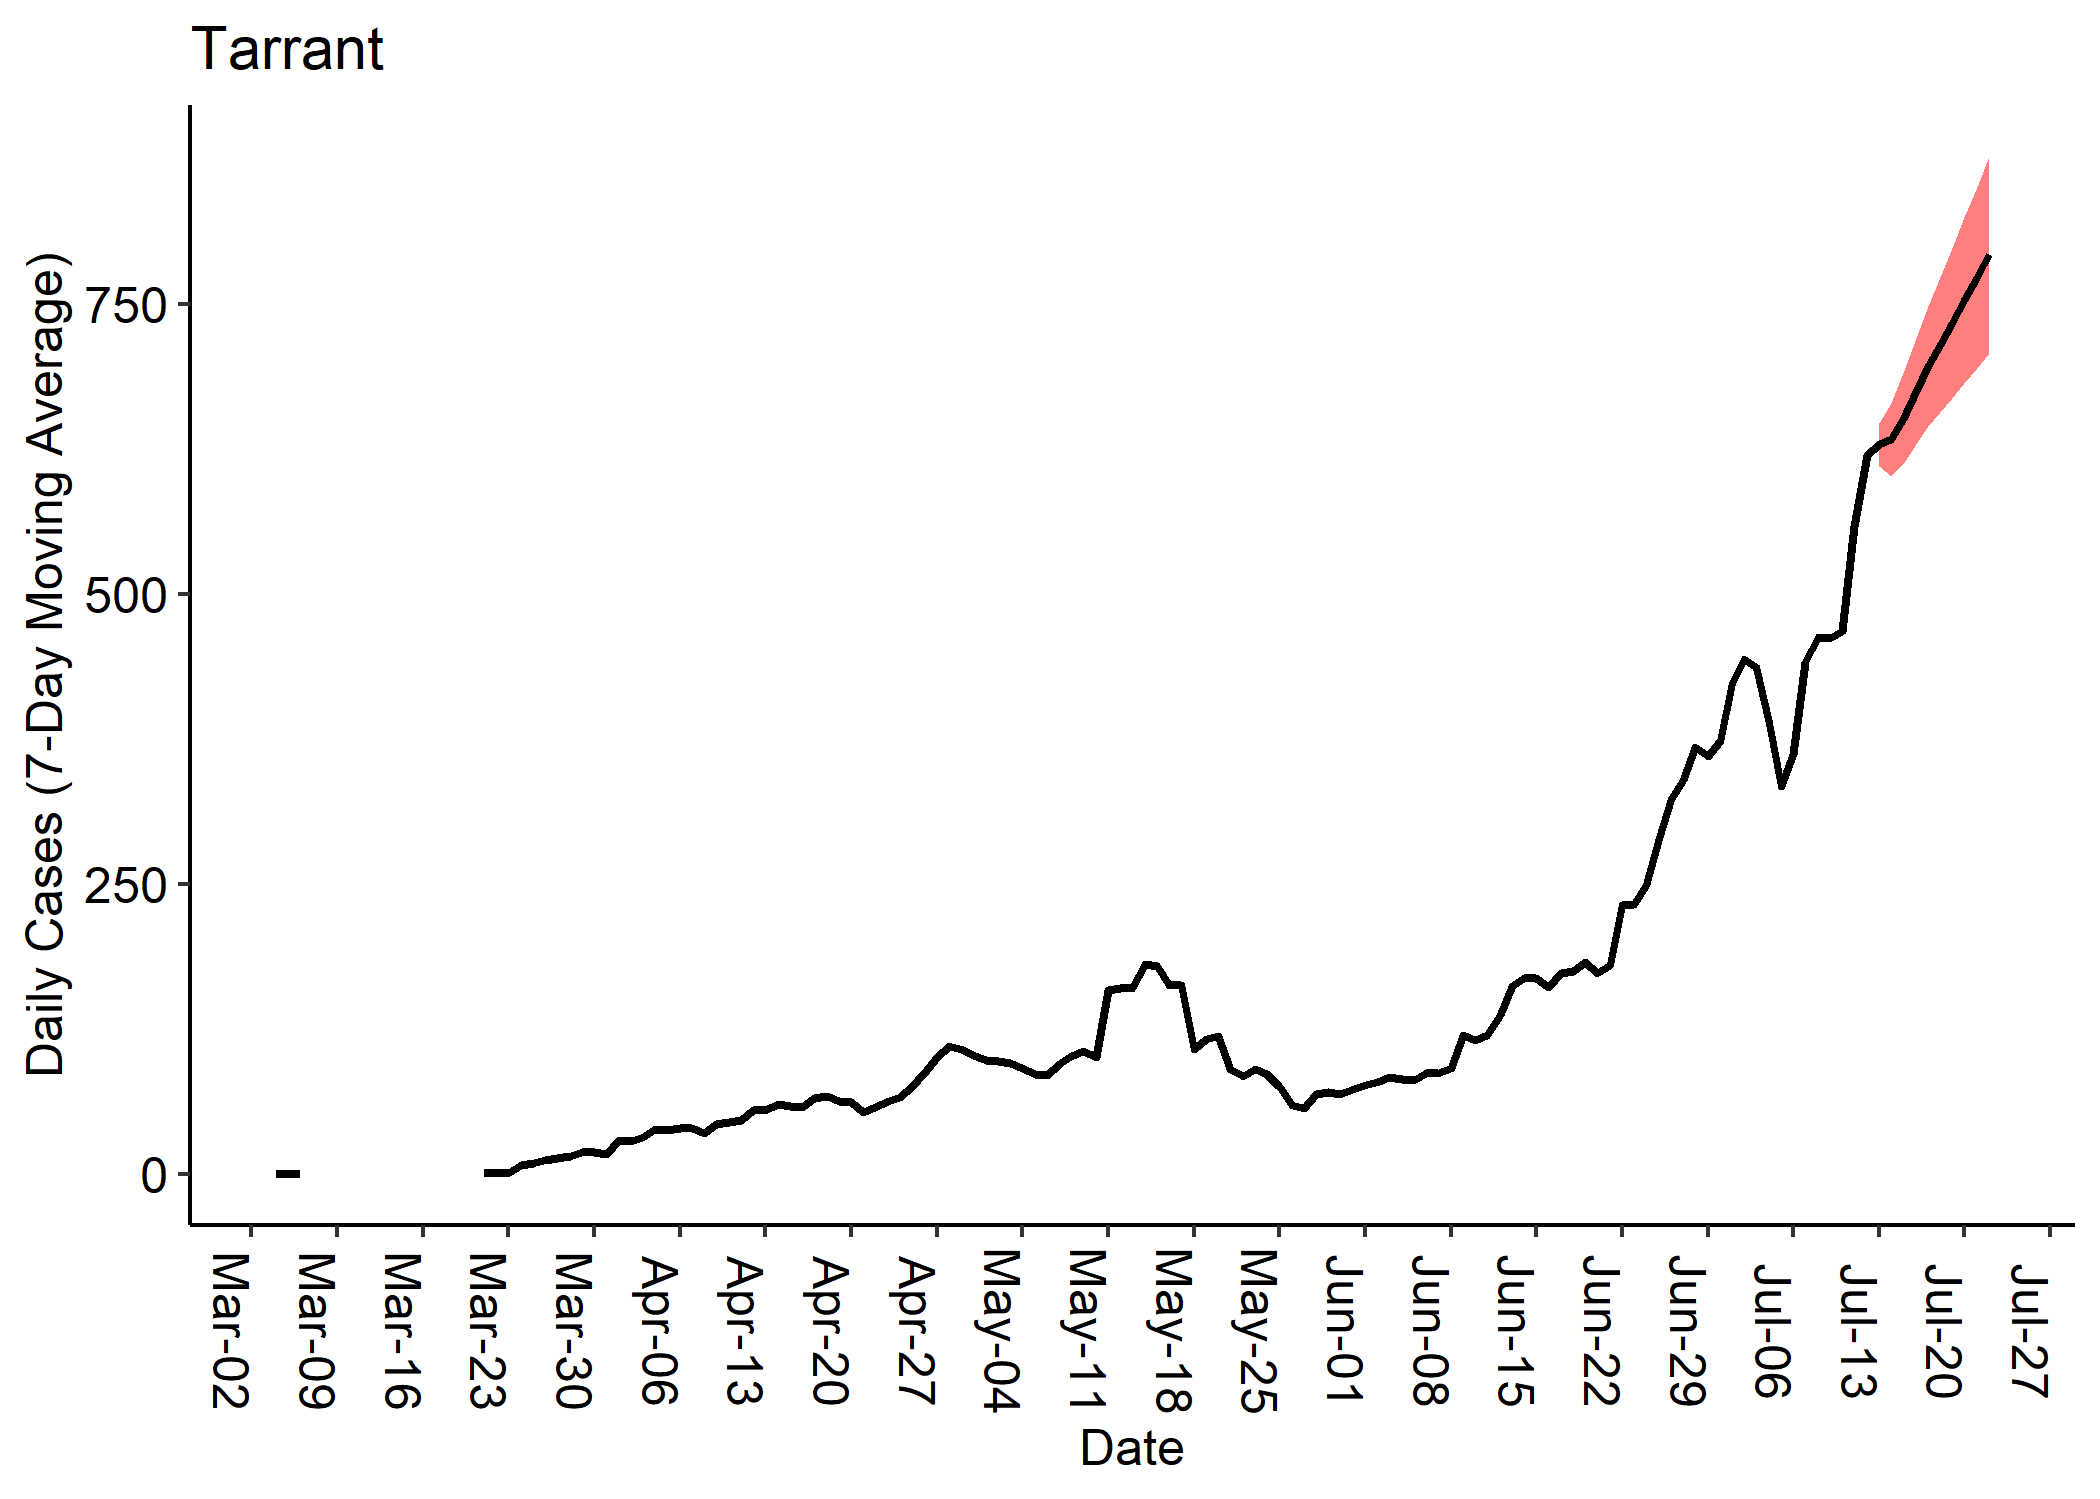 Tarrant
Daily Cases (7-Day Moving Average)
750
500
250
0
Mar-02
Mar-09
Mar-16
Mar-23
Mar-30
Apr-06
Apr-13
Apr-20
Apr-27
May-04
May-11
May-18
May-25
Jun-01
Jun-08
Jun-15
Jun-22
Jun-29
Jul-06
Jul-13
Jul-20
Jul-27
Date